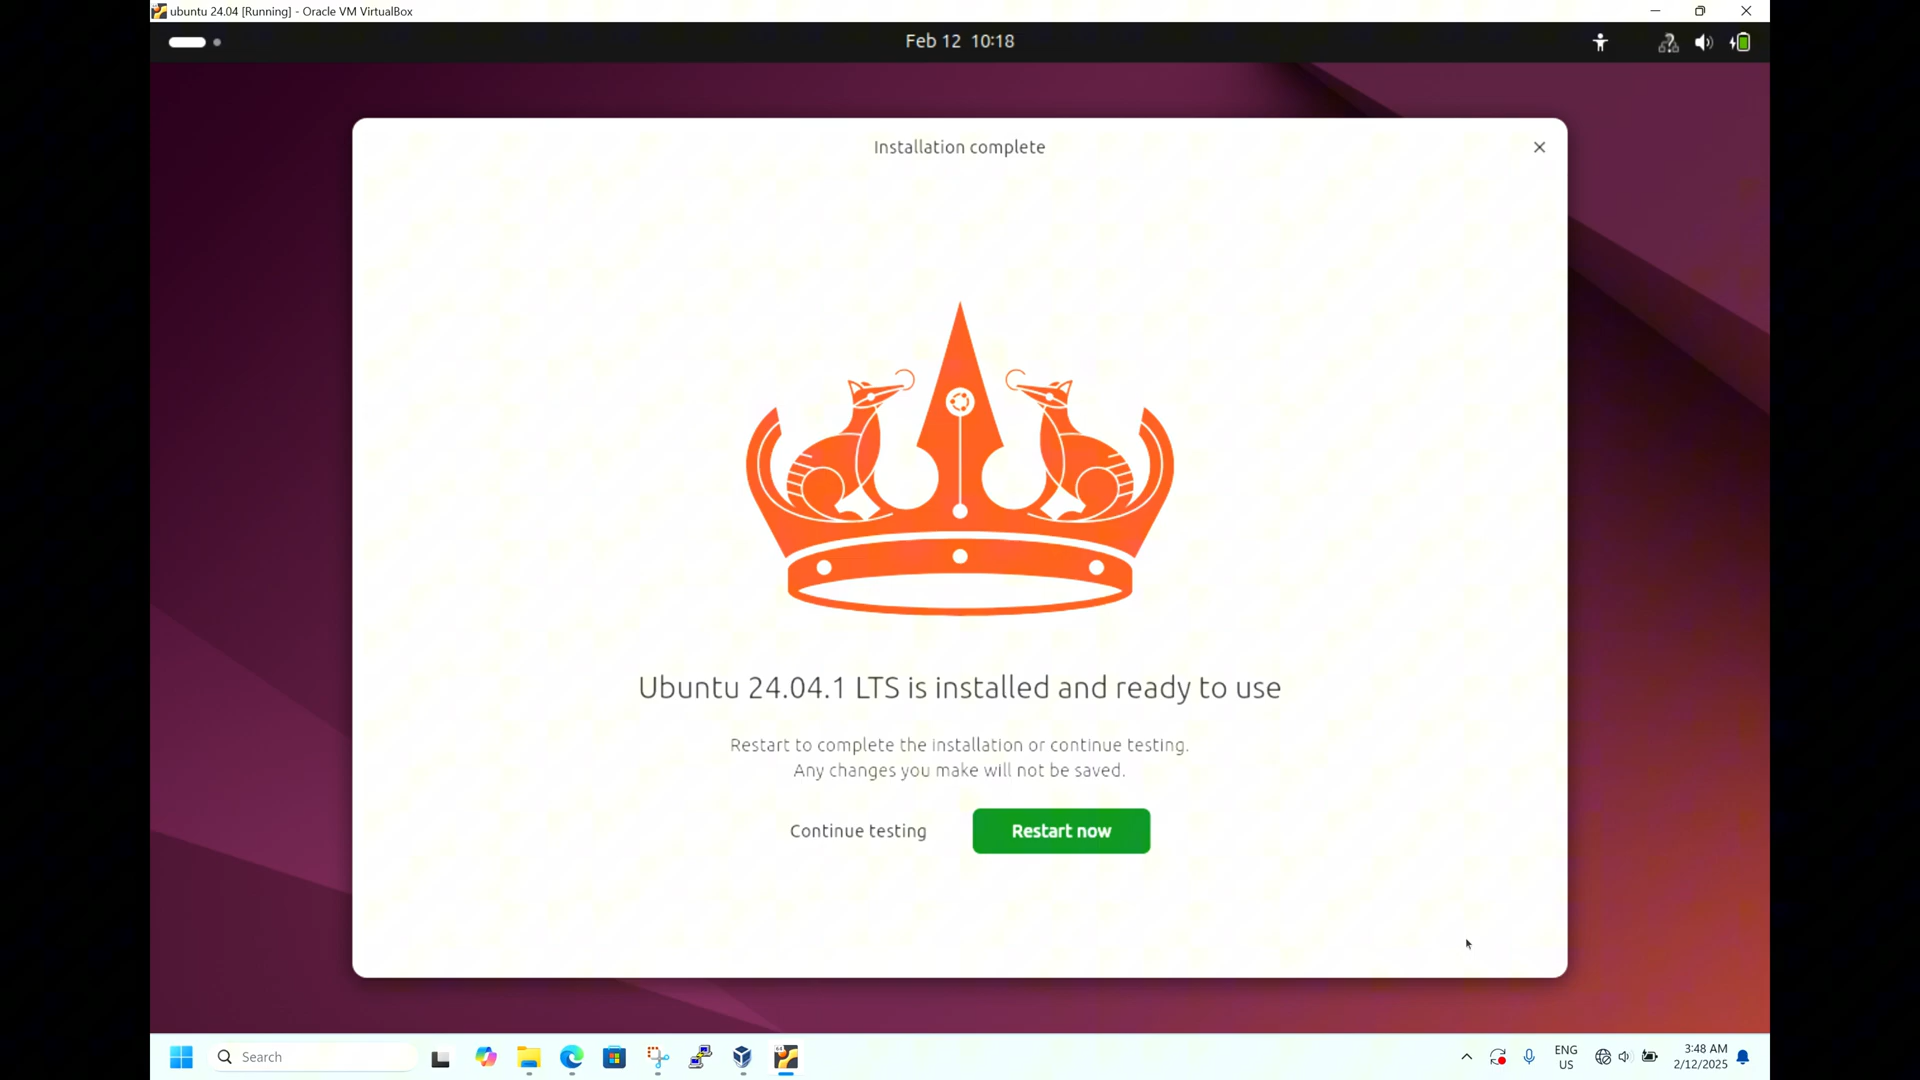 ubuntu 24.04 [Running] - Oracle VM VirtualBox
Feb 12 10:18
Installation complete
Ubuntu 24.04.1 LTS is installed and ready to use
Restart to complete the installation or continue testing.
Any changes you make will not be saved.
Continue testing
Restart now
Search
ENG
US
3:48 AM
2/12/2025